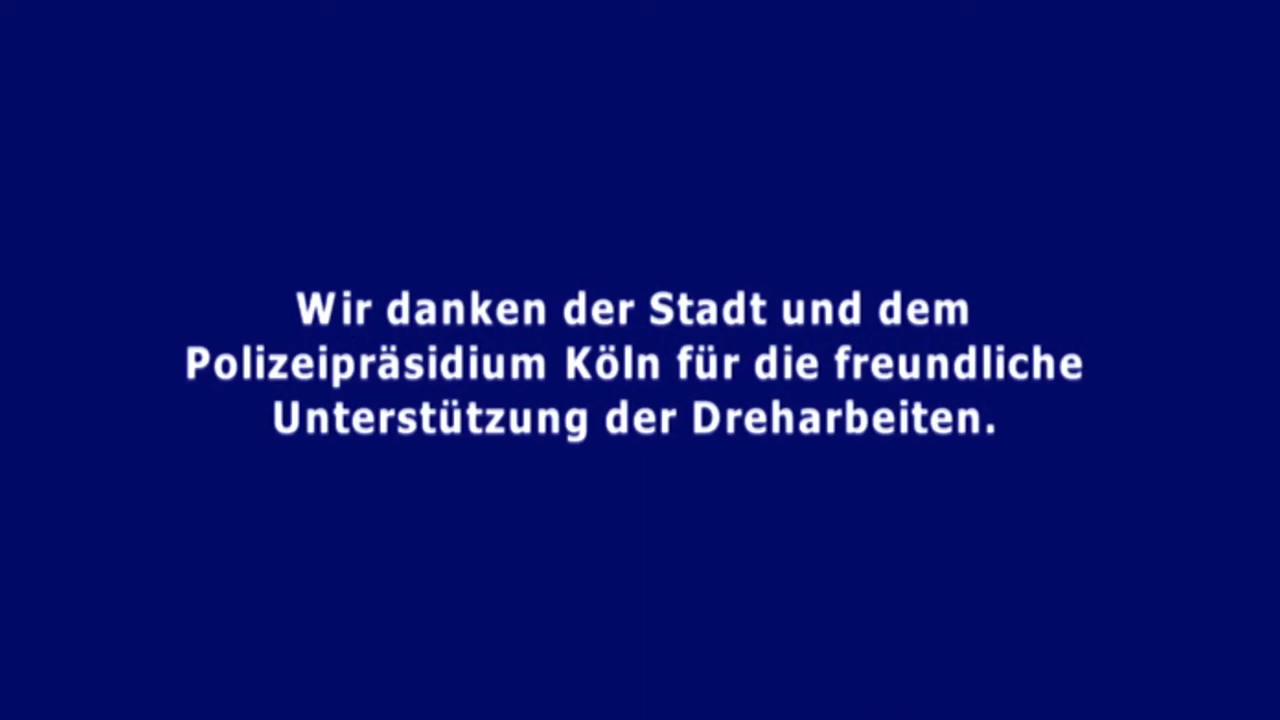 Wir danken der Stadt und dem
Polizeipräsidium Köln für die freundliche
Unterstützung der Dreharbeiten.